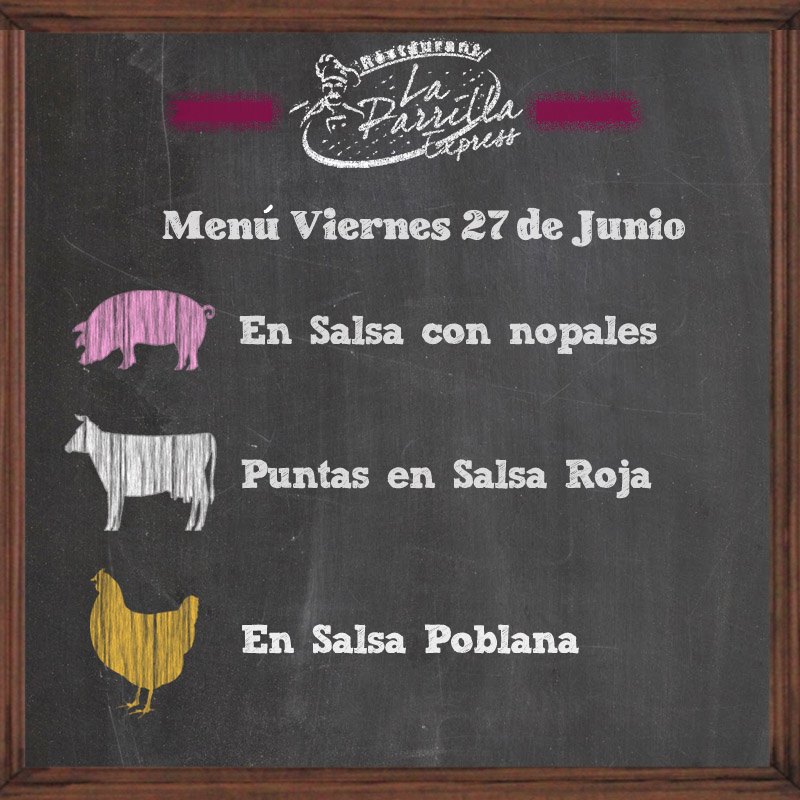 Restaurant
La
Parrilla
Express
Menú Viernes 27 de Junio
En Salsa con nopales
Puntas en Salsa Roja
En Salsa Poblana